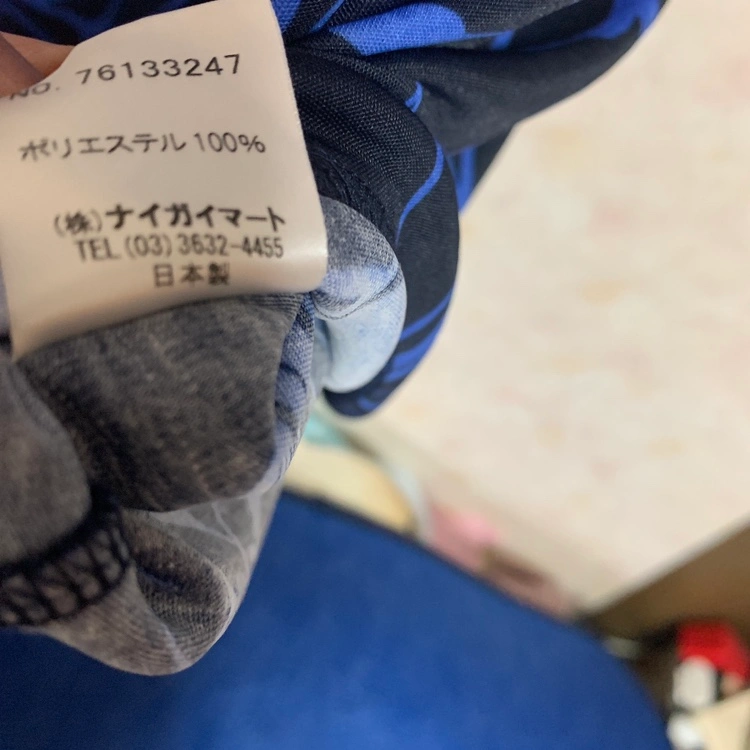 NO. 76133247
ポリエステル100%
(株)ナイガイマート
TEL(03)3632-4455
日本製